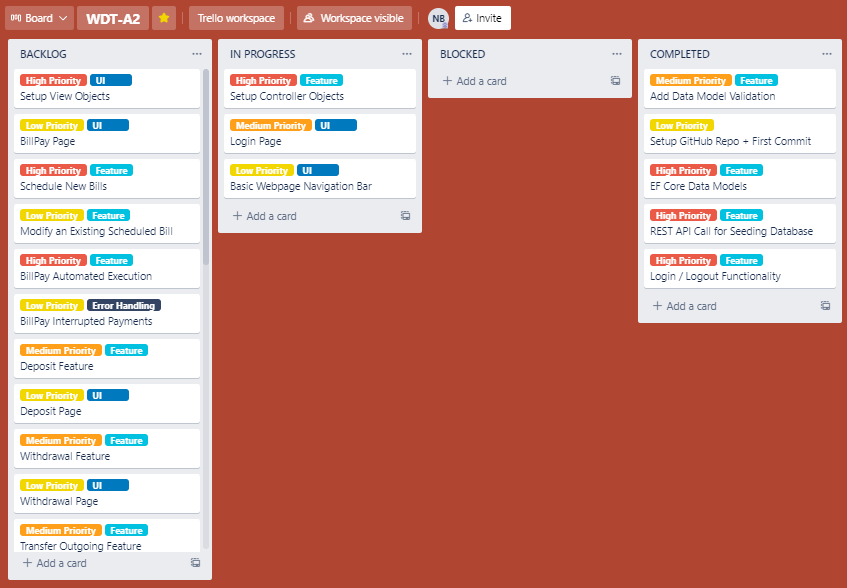 Board
WDT-A2
Trello workspace
Workspace visible
NB
Invite
BACKLOG
High Priority UI
Setup View Objects
Low Priority UI
BillPay Page
High Priority Feature
Schedule New Bills
Low Priority Feature
Modify an Existing Scheduled Bill
High Priority Feature
BillPay Automated Execution
Low Priority Error Handling
BillPay Interrupted Payments
Medium Priority Feature
Deposit Feature
Low Priority UI
Deposit Page
Medium Priority Feature
Withdrawal Feature
Low Priority UI
Withdrawal Page
Medium Priority Feature
Transfer Outgoing Feature
+ Add a card
IN PROGRESS
High Priority Feature
Setup Controller Objects
Medium Priority UI
Login Page
Low Priority UI
Basic Webpage Navigation Bar
+ Add a card
BLOCKED
+ Add a card
COMPLETED
Medium Priority Feature
Add Data Model Validation
Low Priority
Setup GitHub Repo + First Commit
High Priority Feature
EF Core Data Models
High Priority Feature
REST API Call for Seeding Database
High Priority Feature
Login / Logout Functionality
+ Add a card